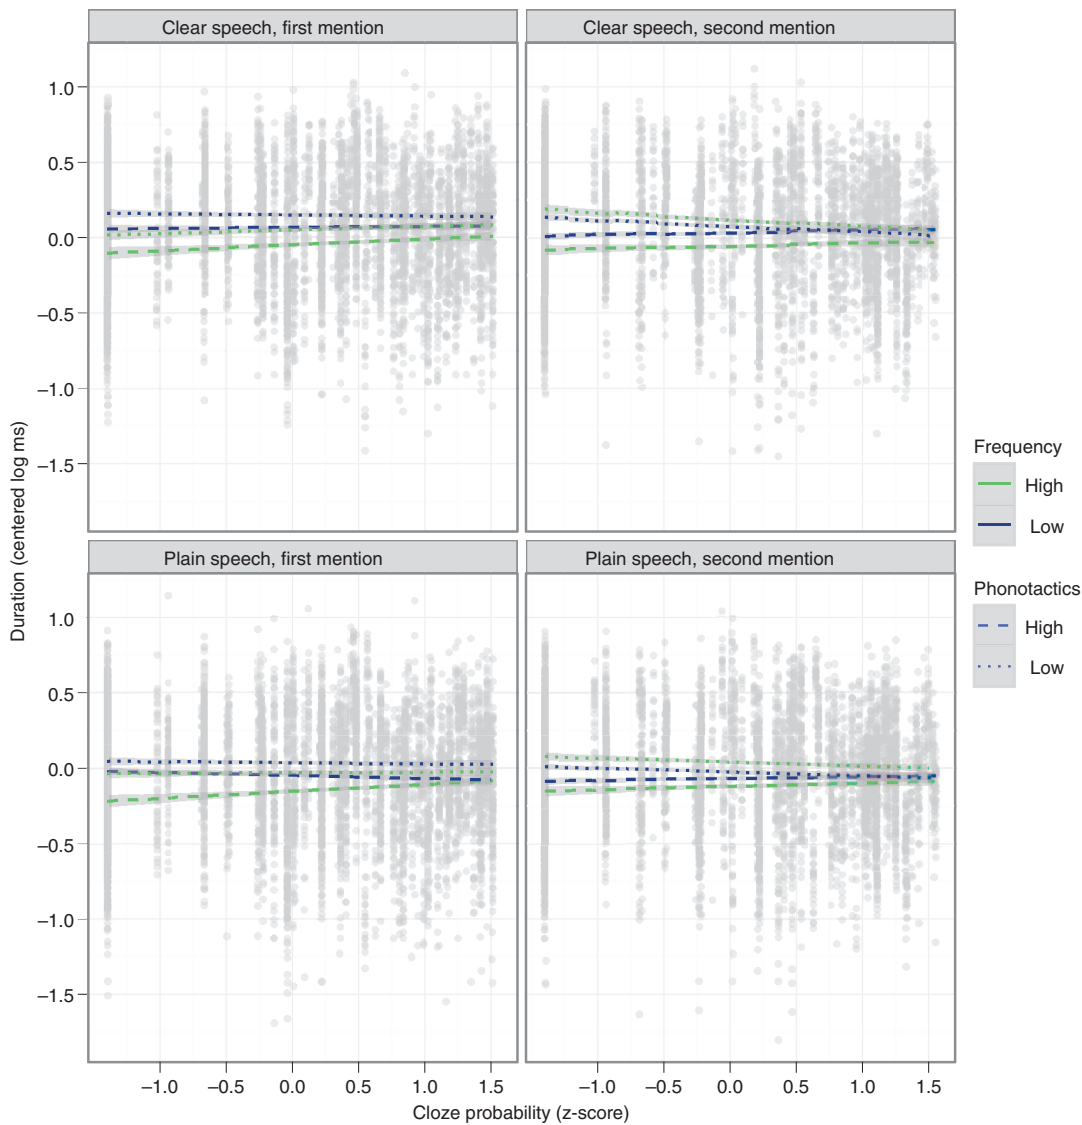 Clear speech, first mention
Clear speech, second mention
1.0
0.5
0.0
−0.5
−1.0
−1.5
Plain speech, first mention
Plain speech, second mention
1.0
0.5
0.0
−0.5
−1.0
−1.5
Duration (centered log ms)
−1.0 −0.5 0.0 0.5 1.0 1.5
−1.0 −0.5 0.0 0.5 1.0 1.5
Cloze probability (z-score)
Frequency
High
Low
Phonotactics
High
Low